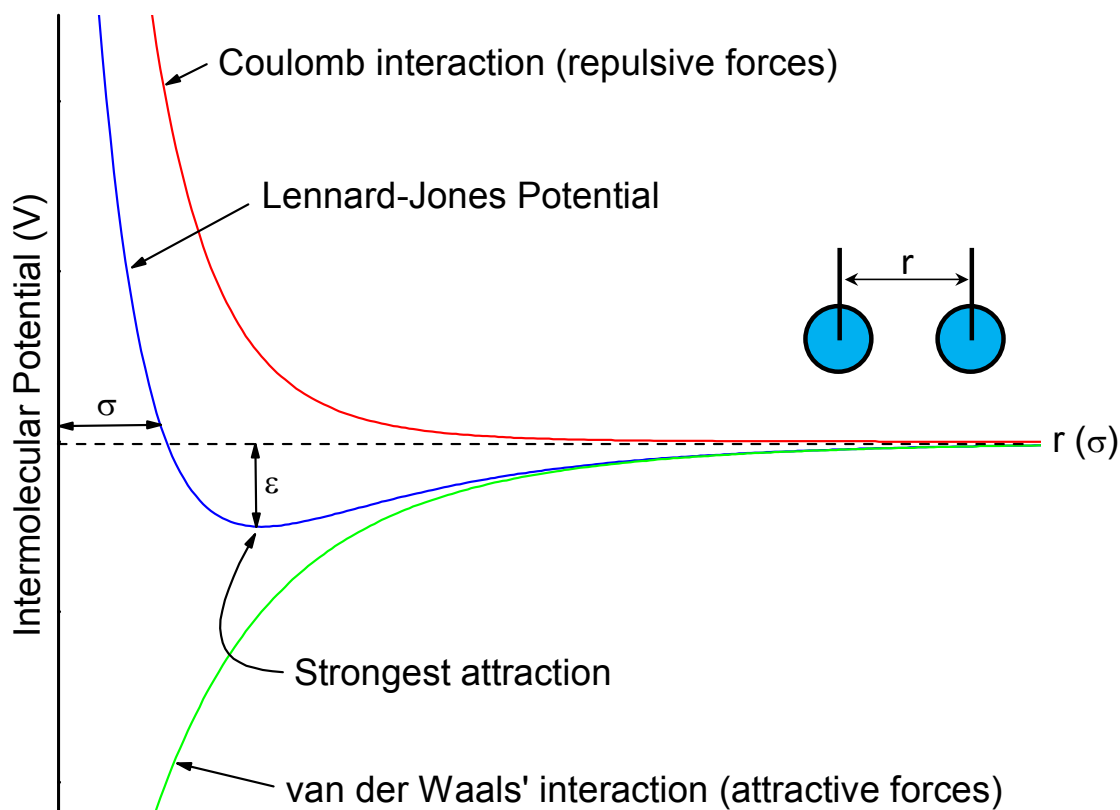 Coulomb interaction (repulsive forces)
Lennard-Jones Potential
Intermolecular Potential (V)
r
σ
r (σ)
ε
Strongest attraction
van der Waals' interaction (attractive forces)